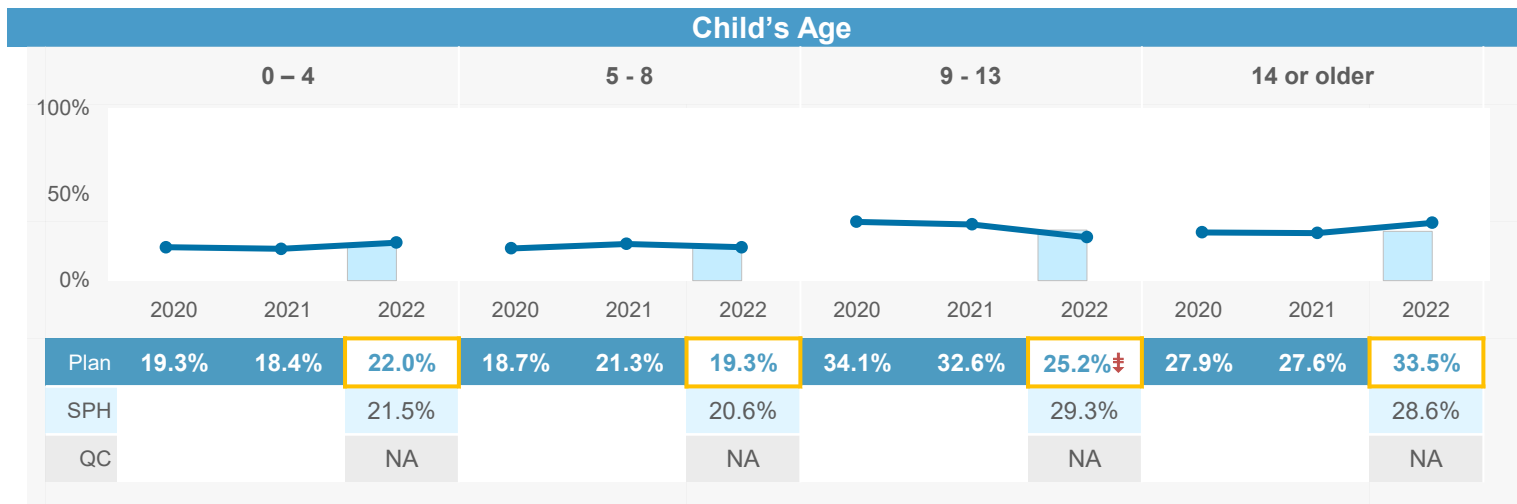 Child’s Age
0 – 4 5 - 8 9 - 13 14 or older
100%
50%
0%
2020 2021 2022 2020 2021 2022 2020 2021 2022 2020 2021 2022
Plan 19.3% 18.4% 22.0% 18.7% 21.3% 19.3% 34.1% 32.6% 25.2%⇟ 27.9% 27.6% 33.5%
SPH 21.5% 20.6% 29.3% 28.6%
QC NA NA NA NA